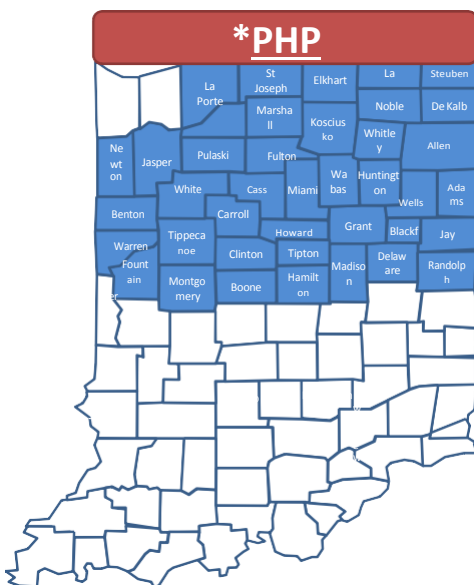 *PHP
La
Porte
St
Joseph
Elkhart
La
Steuben
Marsha
ll
Koscius
ko
Noble
De Kalb
Ne
wt
on
Jasper
Pulaski
Fulton
Whitle
y
Allen
White
Cass
Miami
Wa
bas
Huntingt
on
Wells
Ada
ms
Benton
Carroll
Howard
Grant
Blackf
Jay
Warren
Tippeca
noe
Clinton
Tipton
Madiso
n
Delaw
are
Randolp
h
Fount
ain
Montgo
mery
Boone
Hamilt
on
er